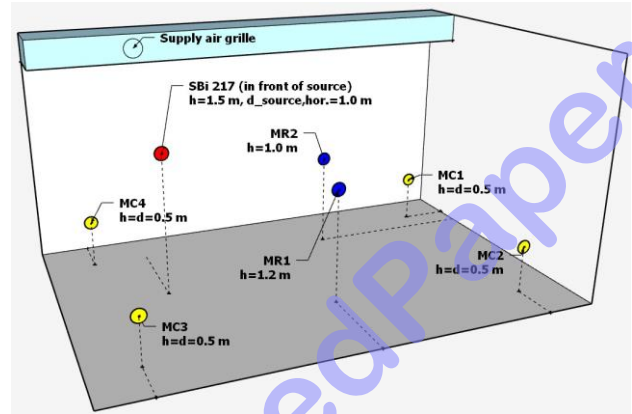 Supply air grille
SBi 217 (in front of source)
h=1.5 m, d_source,hor.=1.0 m
MR2
h=1.0 m
MC1
h=d=0.5 m
MC4
h=d=0.5 m
MR1
h=1.2 m
MC2
h=d=0.5 m
MC3
h=d=0.5 m
edPaper